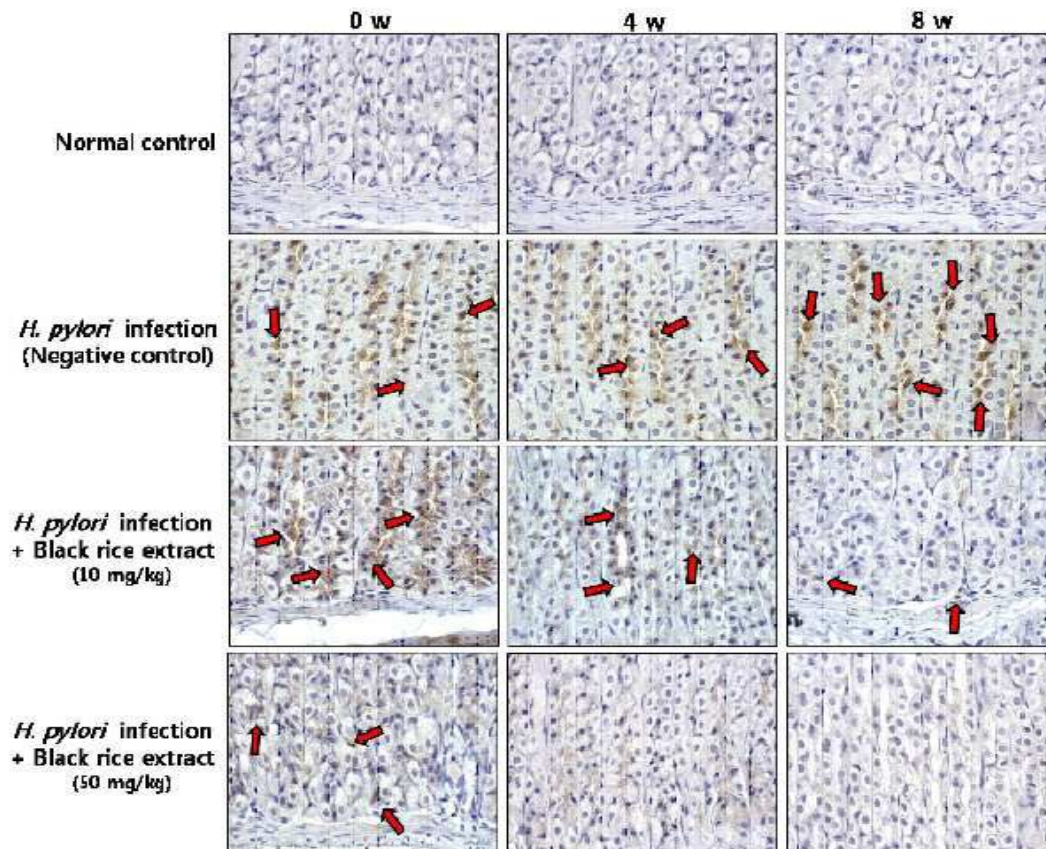 0 w 4 w 8 w
Normal control
H. pylori infection
(Negative control)
H. pylori infection
+ Black rice extract
(10 mg/kg)
H. pylori infection
+ Black rice extract
(50 mg/kg)